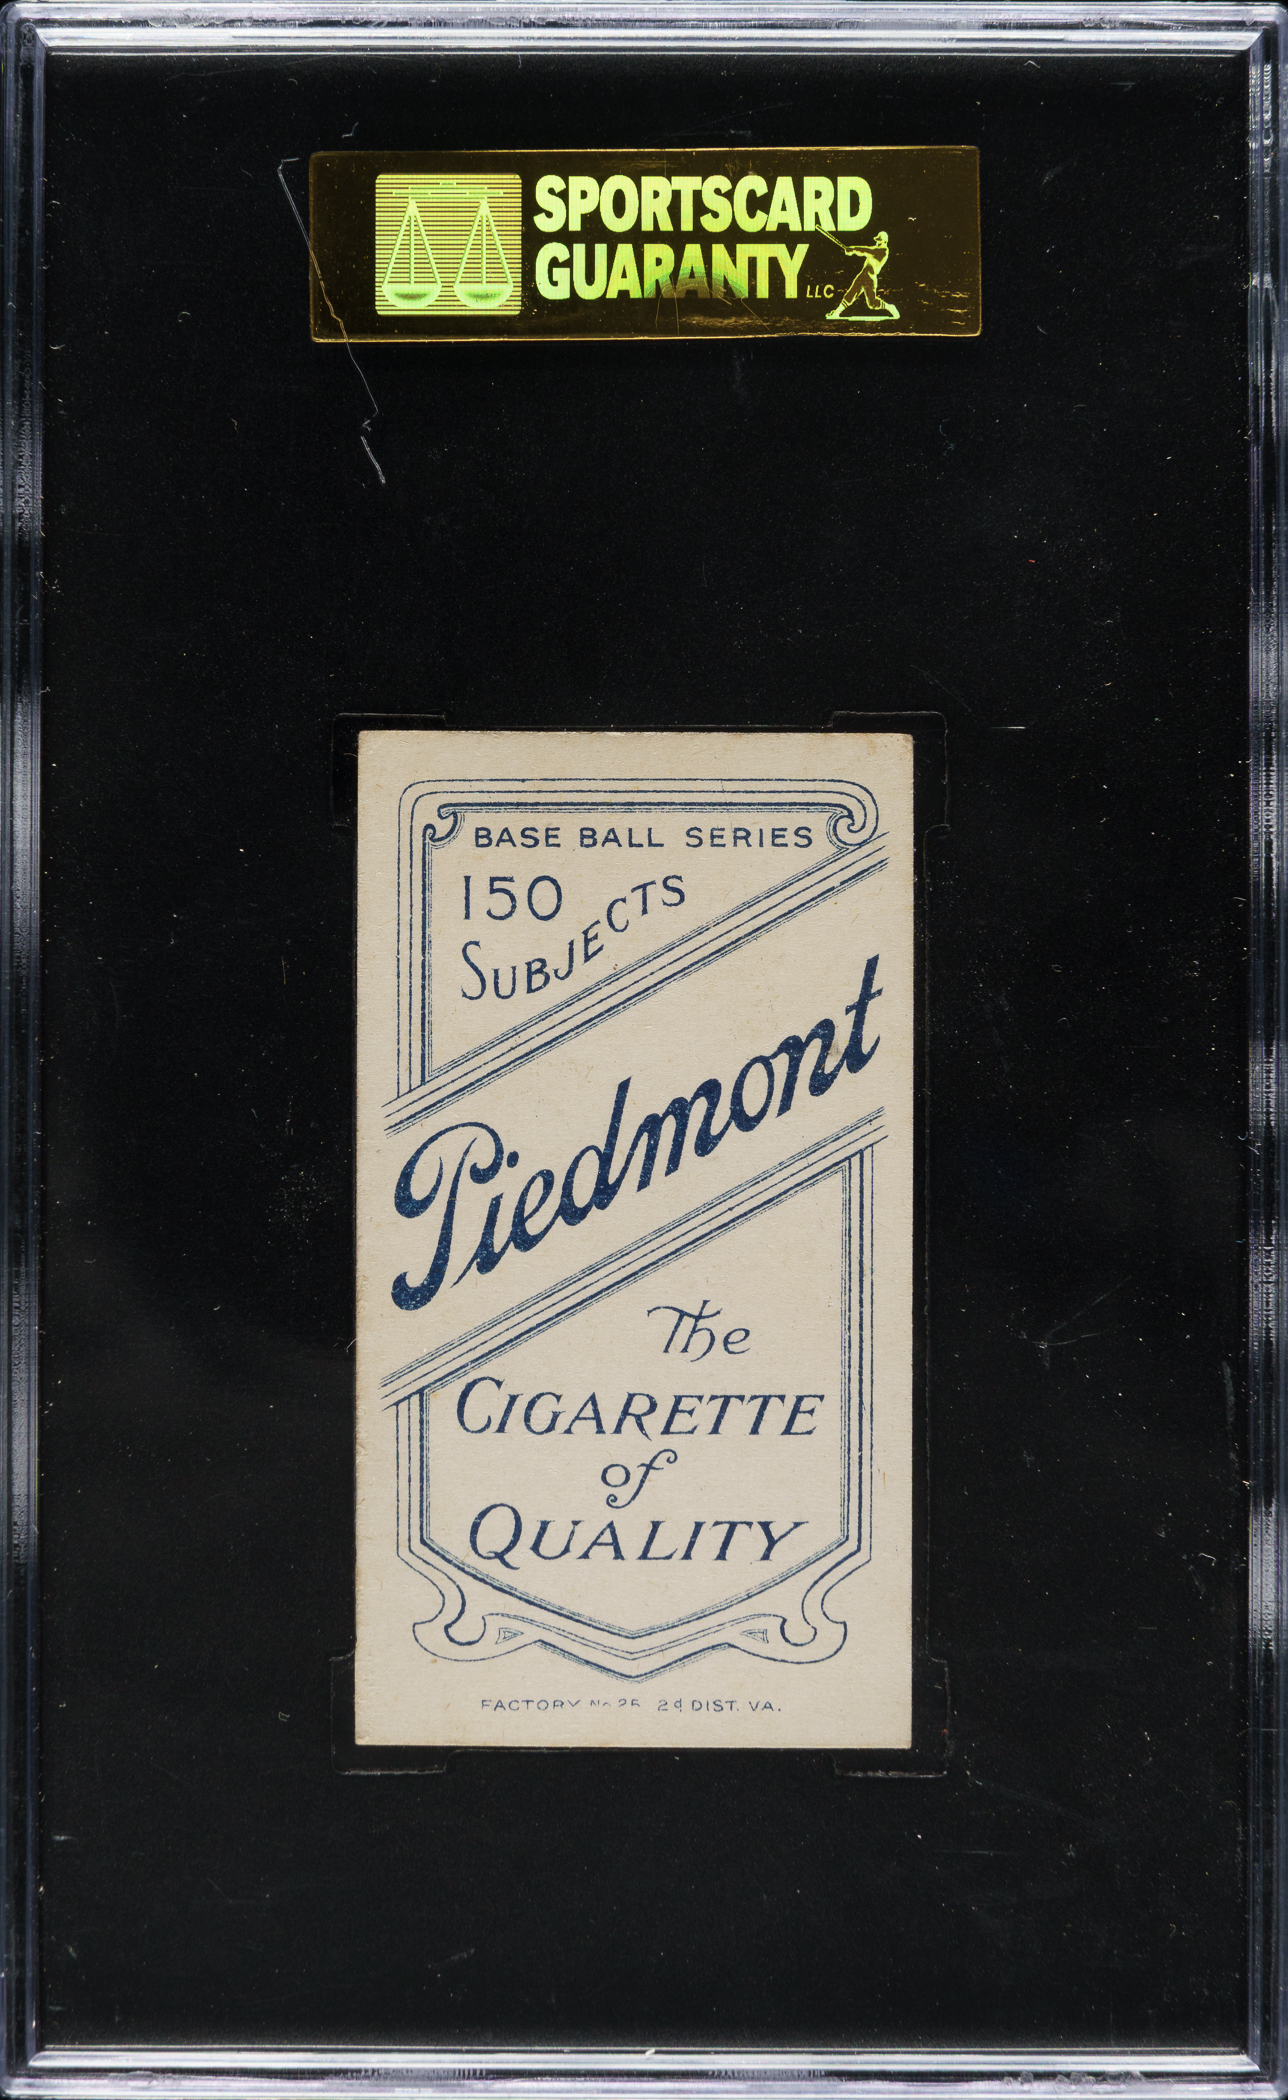 SPORTSCARD
GUARANTY LLC
BASE BALL SERIES
150
SUBJECTS
Piedmont
The
CIGARETTE
of
QUALITY
FACTORY No 25 2d DIST. VA.